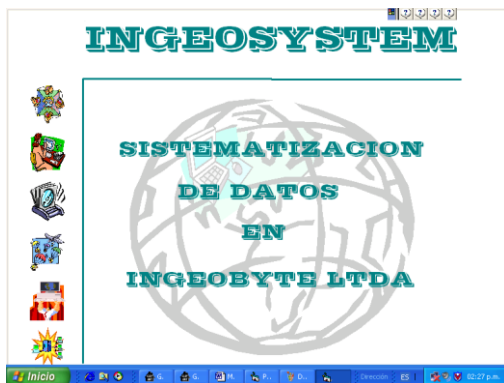 INGEOSYSTEM
SISTEMATIZACION
DE DATOS
EN
INGEOBYTE LTDA
Inicio G. G. M. P. D. Dirección ES 02:27 p.m.